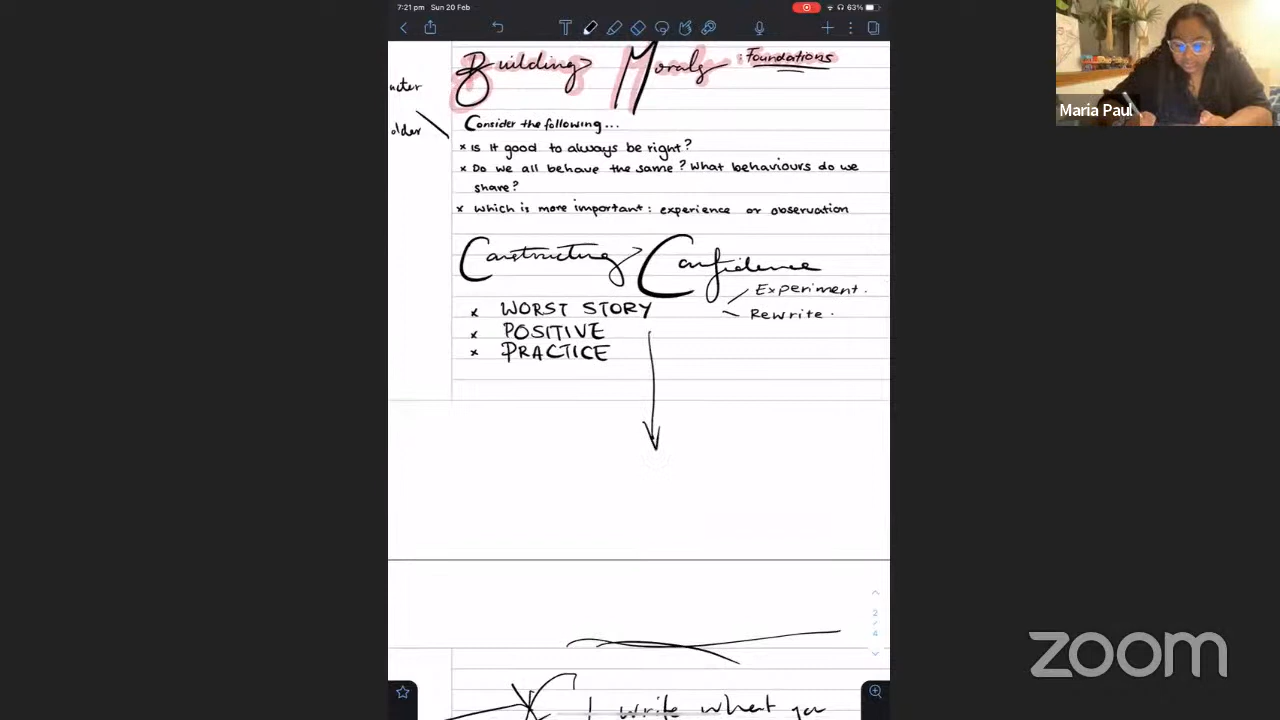 7:21 pm Sun 20 Feb
63%
Building Morals : Foundations
Consider the following...
x Is it good to always be right?
x Do we all behave the same? What behaviours do we
share?
x Which is more important: experience or observation
Constructing Confidence
Experiment.
Rewrite.
x WORST STORY
x POSITIVE
x PRACTICE
2
4
I write what you
Maria Paul
zoom